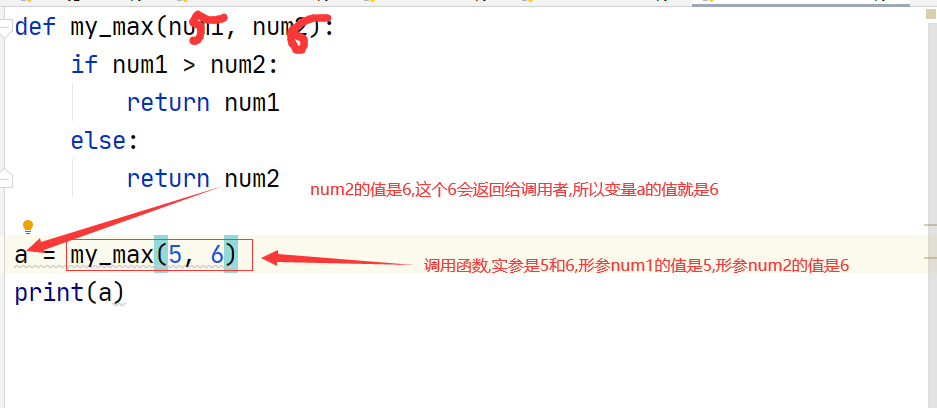 def my_max(num1, num2):
5 6
if num1 > num2:
return num1
else:
return num2
num2的值是6,这个6会返回给调用者,所以变量a的值就是6
a = my_max(5, 6)
调用函数,实参是5和6,形参num1的值是5,形参num2的值是6
print(a)